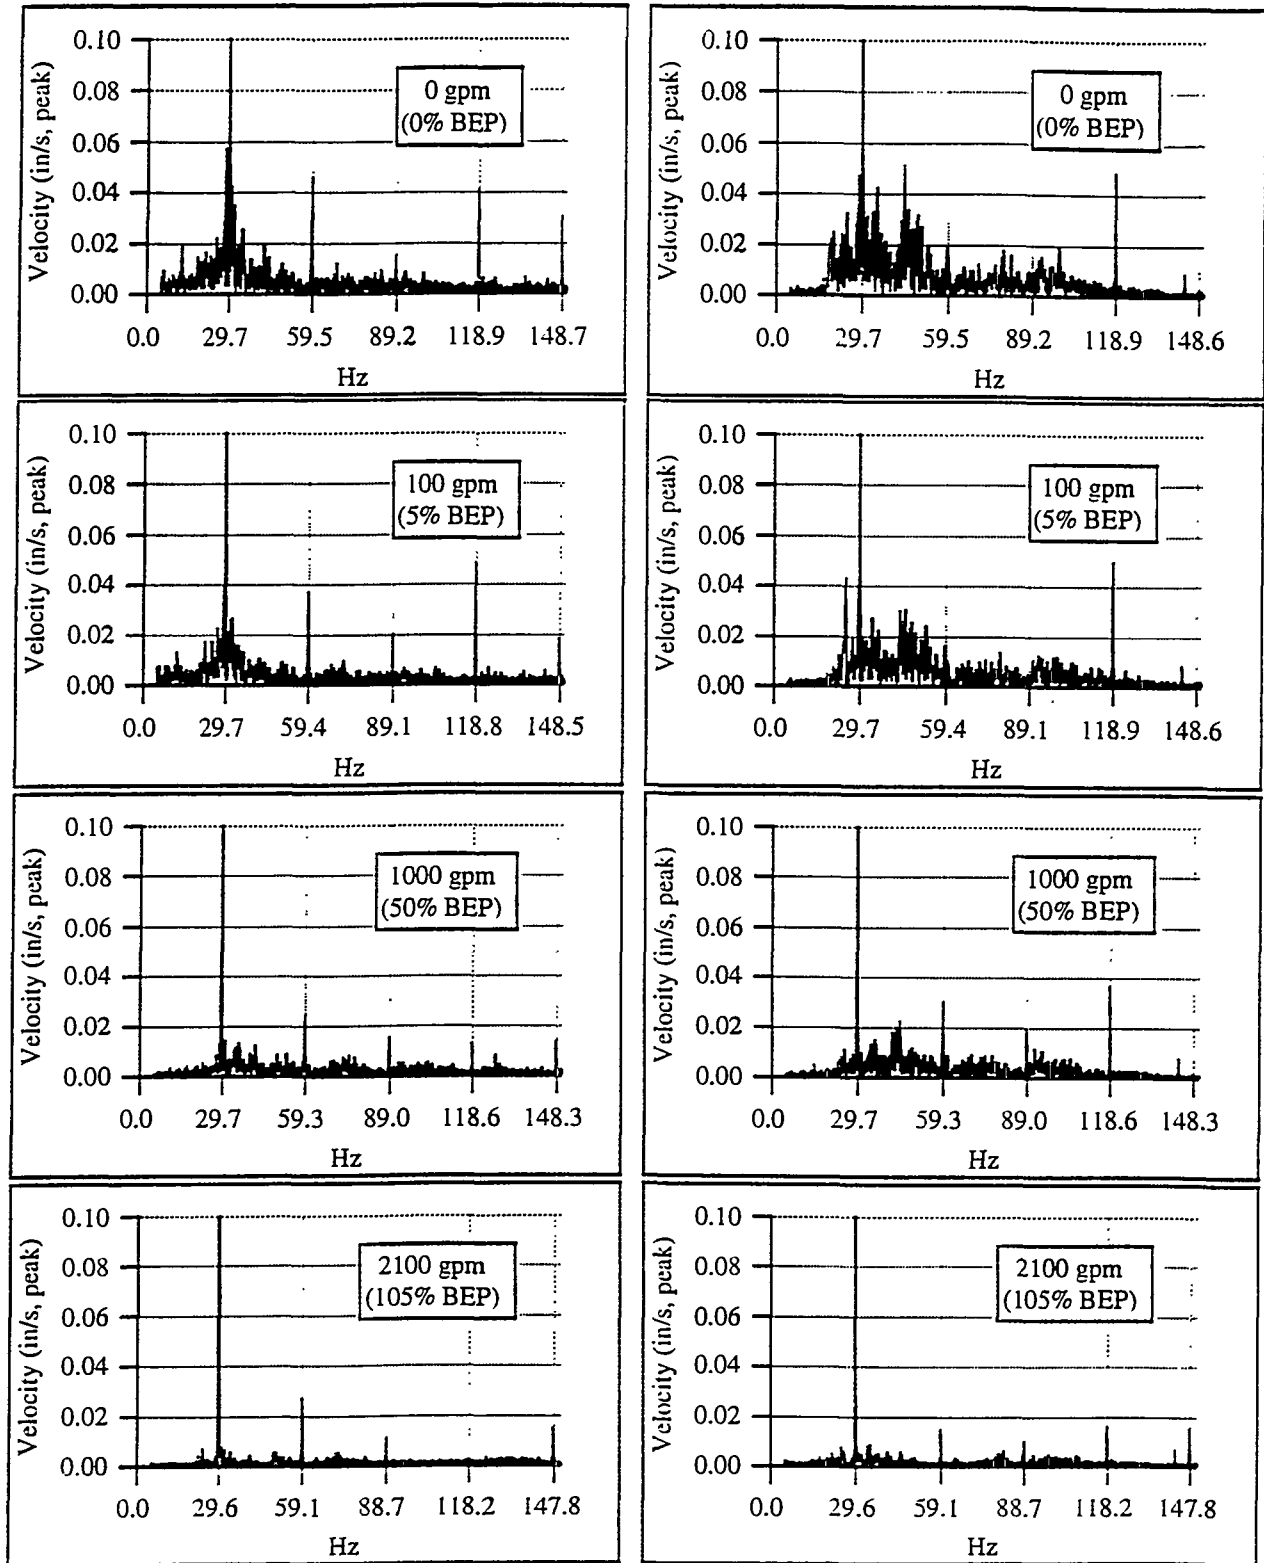 Velocity (in/s, peak)
0.10
0.08
0.06
0.04
0.02
0.00
0 gpm
(0% BEP)
0.0 29.7 59.5 89.2 118.9 148.7
Hz
Velocity (in/s, peak)
0.10
0.08
0.06
0.04
0.02
0.00
0 gpm
(0% BEP)
0.0 29.7 59.5 89.2 118.9 148.6
Hz
Velocity (in/s, peak)
0.10
0.08
0.06
0.04
0.02
0.00
100 gpm
(5% BEP)
0.0 29.7 59.4 89.1 118.8 148.5
Hz
Velocity (in/s, peak)
0.10
0.08
0.06
0.04
0.02
0.00
100 gpm
(5% BEP)
0.0 29.7 59.4 89.1 118.9 148.6
Hz
Velocity (in/s, peak)
0.10
0.08
0.06
0.04
0.02
0.00
1000 gpm
(50% BEP)
0.0 29.7 59.3 89.0 118.6 148.3
Hz
Velocity (in/s, peak)
0.10
0.08
0.06
0.04
0.02
0.00
1000 gpm
(50% BEP)
0.0 29.7 59.3 89.0 118.6 148.3
Hz
Velocity (in/s, peak)
0.10
0.08
0.06
0.04
0.02
0.00
2100 gpm
(105% BEP)
0.0 29.6 59.1 88.7 118.2 147.8
Hz
Velocity (in/s, peak)
0.10
0.08
0.06
0.04
0.02
0.00
2100 gpm
(105% BEP)
0.0 29.6 59.1 88.7 118.2 147.8
Hz